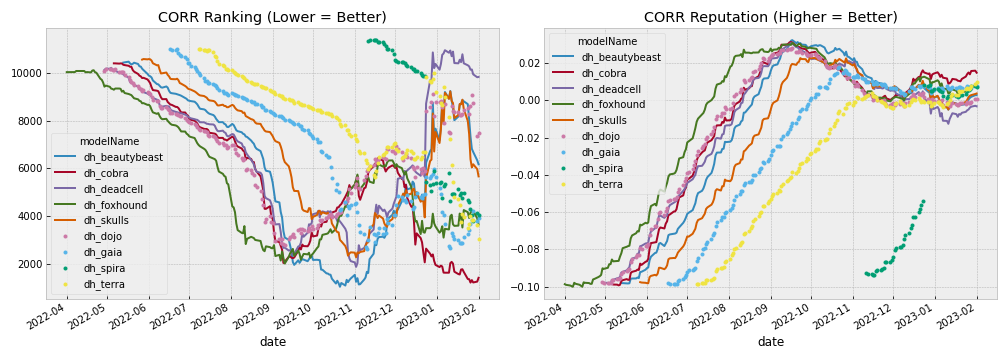 CORR Ranking (Lower = Better)
10000
8000
6000
4000
2000
modelName
dh_beautybeast
dh_cobra
dh_deadcell
dh_foxhound
dh_skulls
dh_dojo
dh_gaia
dh_spira
dh_terra
2022-04
2022-05
2022-06
2022-07
2022-08
2022-09
2022-10
2022-11
2022-12
2023-01
2023-02
date
CORR Reputation (Higher = Better)
0.02
0.00
−0.02
−0.04
−0.06
−0.08
−0.10
modelName
dh_beautybeast
dh_cobra
dh_deadcell
dh_foxhound
dh_skulls
dh_dojo
dh_gaia
dh_spira
dh_terra
2022-04
2022-05
2022-06
2022-07
2022-08
2022-09
2022-10
2022-11
2022-12
2023-01
2023-02
date